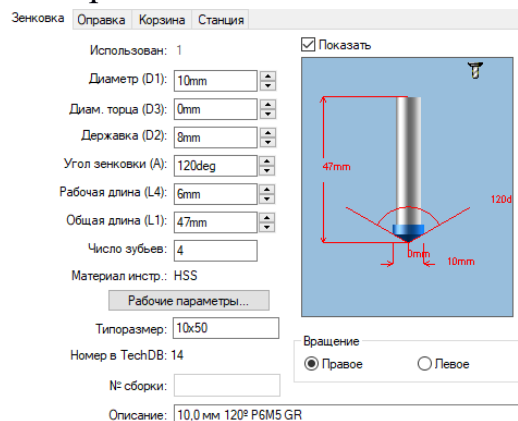 Зенковка Оправка Корзина Станция
Использован: 1
Показать
Диаметр (D1): 10mm
Диам. торца (D3): 0mm
Державка (D2): 8mm
Угол зенковки (A): 120deg
Рабочая длина (L4): 6mm
Общая длина (L1): 47mm
Число зубьев: 4
Материал инстр.: HSS
Рабочие параметры...
Типоразмер: 10x50
Номер в TechDB: 14
№ сборки:
Описание: 10,0 мм 120º P6M5 GR
47mm
120d
0mm
10mm
Вращение
Правое Левое